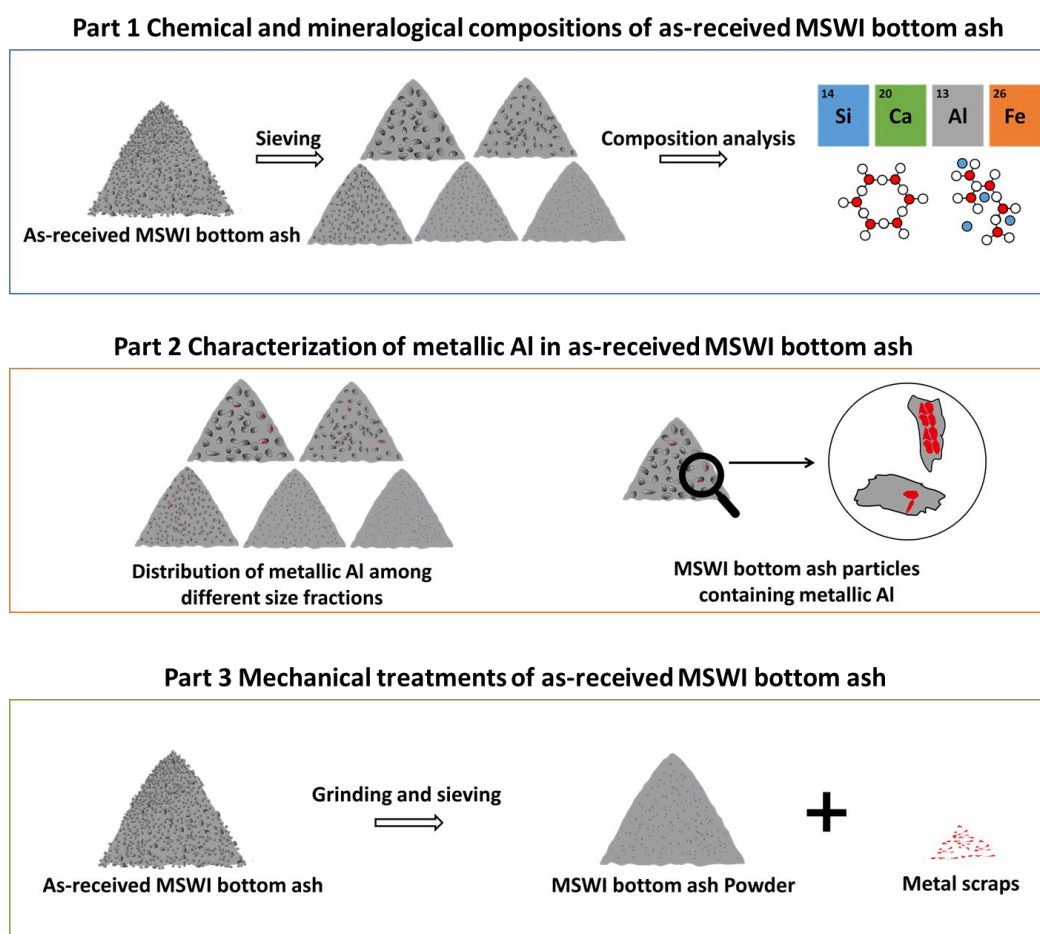 Part 1 Chemical and mineralogical compositions of as-received MSWI bottom ash
Sieving
Composition analysis
14
Si
20
Ca
13
Al
26
Fe
As-received MSWI bottom ash
Part 2 Characterization of metallic Al in as-received MSWI bottom ash
Distribution of metallic Al among
different size fractions
MSWI bottom ash particles
containing metallic Al
Part 3 Mechanical treatments of as-received MSWI bottom ash
Grinding and sieving
+
As-received MSWI bottom ash
MSWI bottom ash Powder
Metal scraps